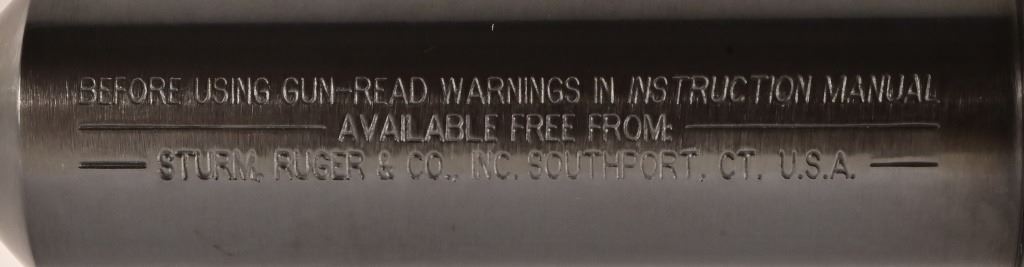 BEFORE USING GUN-READ WARNINGS IN INSTRUCTION MANUAL
AVAILABLE FREE FROM:
STURM, RUGER & CO., INC. SOUTHPORT, CT. U.S.A.